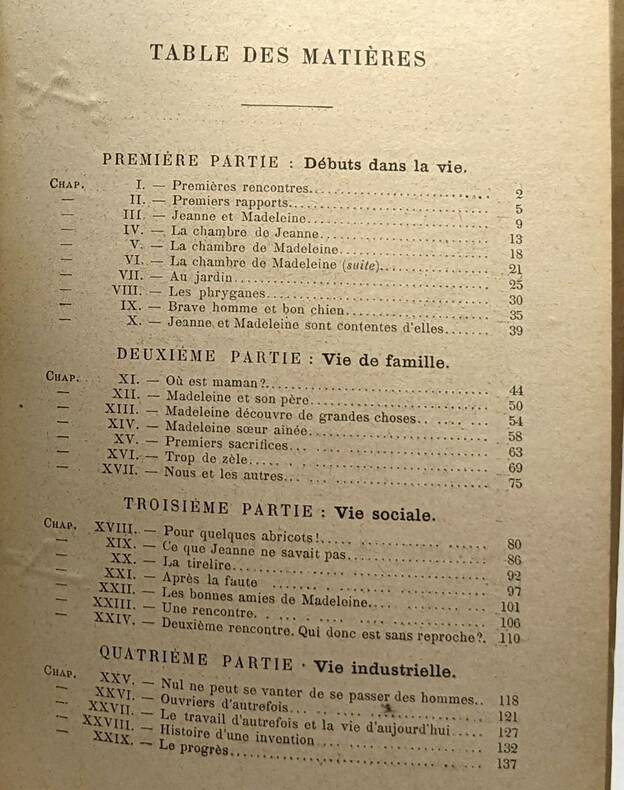 TABLE DES MATIÈRES
PREMIÈRE PARTIE : Débuts dans la vie.
CHAP. I. — Premières rencontres.. 2
— II. — Premiers rapports.. 5
— III. — Jeanne et Madeleine.. 9
— IV. — La chambre de Jeanne. 13
— V. — La chambre de Madeleine. 18
— VI. — La chambre de Madeleine (suite). 21
— VII. — Au jardin. 25
— VIII. — Les phryganes. 30
— IX. — Brave homme et bon chien. 35
— X. — Jeanne et Madeleine sont contentes d'elles. 39
DEUXIÈME PARTIE : Vie de famille.
CHAP. XI. — Où est maman?. 44
— XII. — Madeleine et son père. 50
— XIII. — Madeleine découvre de grandes choses. 54
— XIV. — Madeleine sœur aînée. 58
— XV. — Premiers sacrifices. 63
— XVI. — Trop de zèle. 69
— XVII. — Nous et les autres. 75
TROISIÈME PARTIE : Vie sociale.
CHAP. XVIII. — Pour quelques abricots!. 80
— XIX. — Ce que Jeanne ne savait pas. 86
— XX. — La tirelire. 92
— XXI. — Après la faute 97
— XXII. — Les bonnes amies de Madeleine. 101
— XXIII. — Une rencontre. 106
— XXIV. — Deuxième rencontre. Qui donc est sans reproche?. 110
QUATRIÈME PARTIE · Vie industrielle.
CHAP. XXV. — Nul ne peut se vanter de se passer des hommes.. 118
— XXVI. — Ouvriers d'autrefois. 121
— XXVII. — Le travail d'autrefois et la vie d'aujourd'hui 127
— XXVIII. — Histoire d'une invention 132
— XXIX. — Le progrès. 137